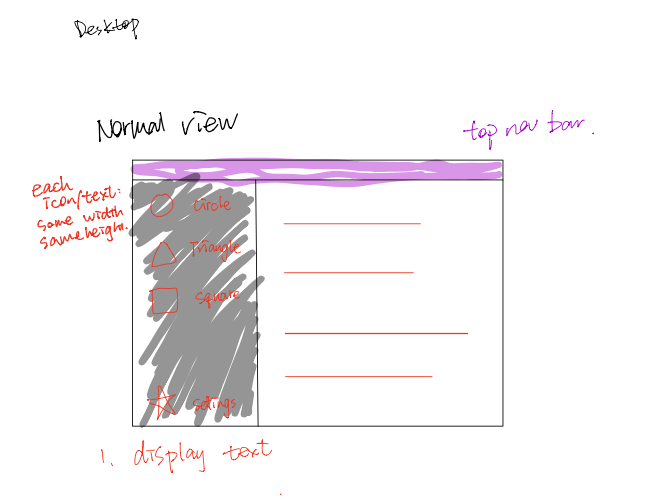 Desktop
Normal view
top nav bar.
each
icon/text:
same width
same height.
Circle
Triangle
Square
Settings
1. display text